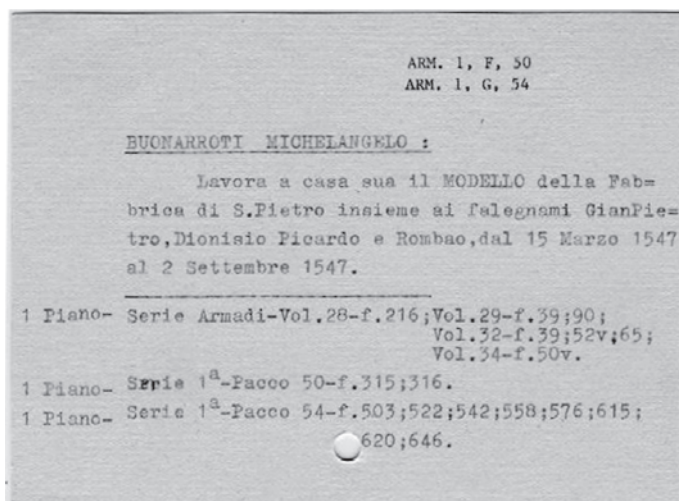 ARM. 1, F, 50
ARM. 1, G, 54
BUONARROTI MICHELANGELO :
Lavora a casa sua il MODELLO della Fab=
brica di S.Pietro insieme ai falegnami GianPie=
tro,Dionisio Picardo e Rombao,dal 15 Marzo 1547
al 2 Settembre 1547.
1 Piano- Serie Armadi-Vol.28-f.216;Vol.29-f.39;90;
Vol.32-f.39;52v;65;
Vol.34-f.50v.
1 Piano- Serie 1ª-Pacco 50-f.315;316.
1 Piano- Serie 1ª-Pacco 54-f.503;522;542;558;576;615;
620;646.